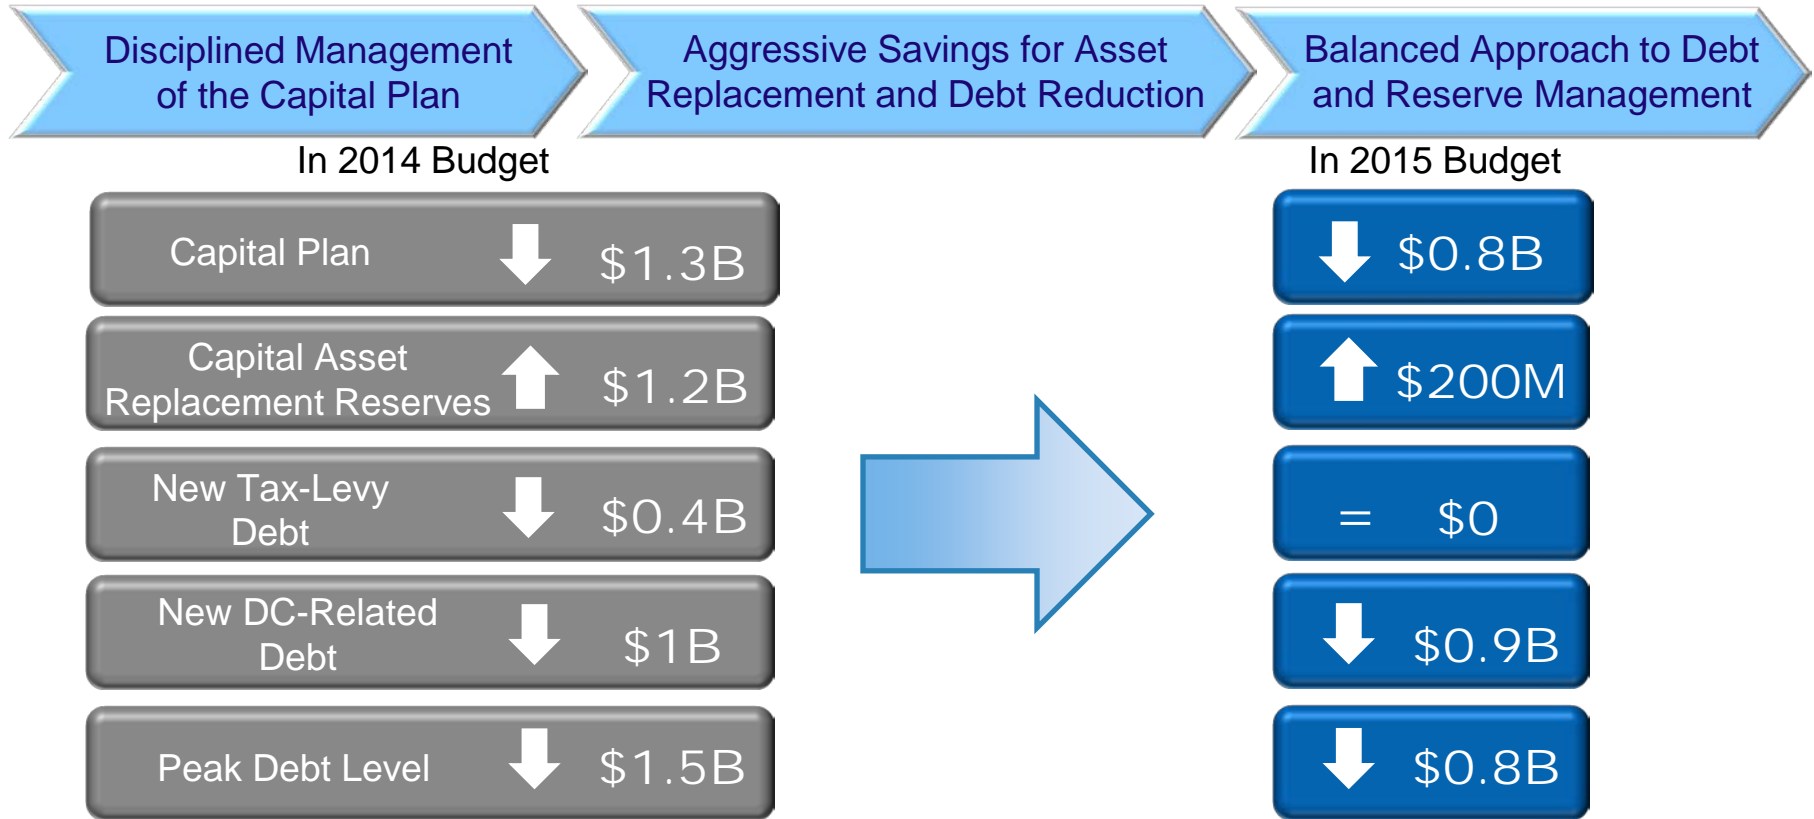 Disciplined Management
of the Capital Plan
Aggressive Savings for Asset
Replacement and Debt Reduction
Balanced Approach to Debt
and Reserve Management
In 2014 Budget
In 2015 Budget
Capital Plan $1.3B
$0.8B
Capital Asset
Replacement Reserves
$1.2B
$200M
New Tax-Levy
Debt
$0.4B
= $0
New DC-Related
Debt
$1B
$0.9B
Peak Debt Level $1.5B
$0.8B